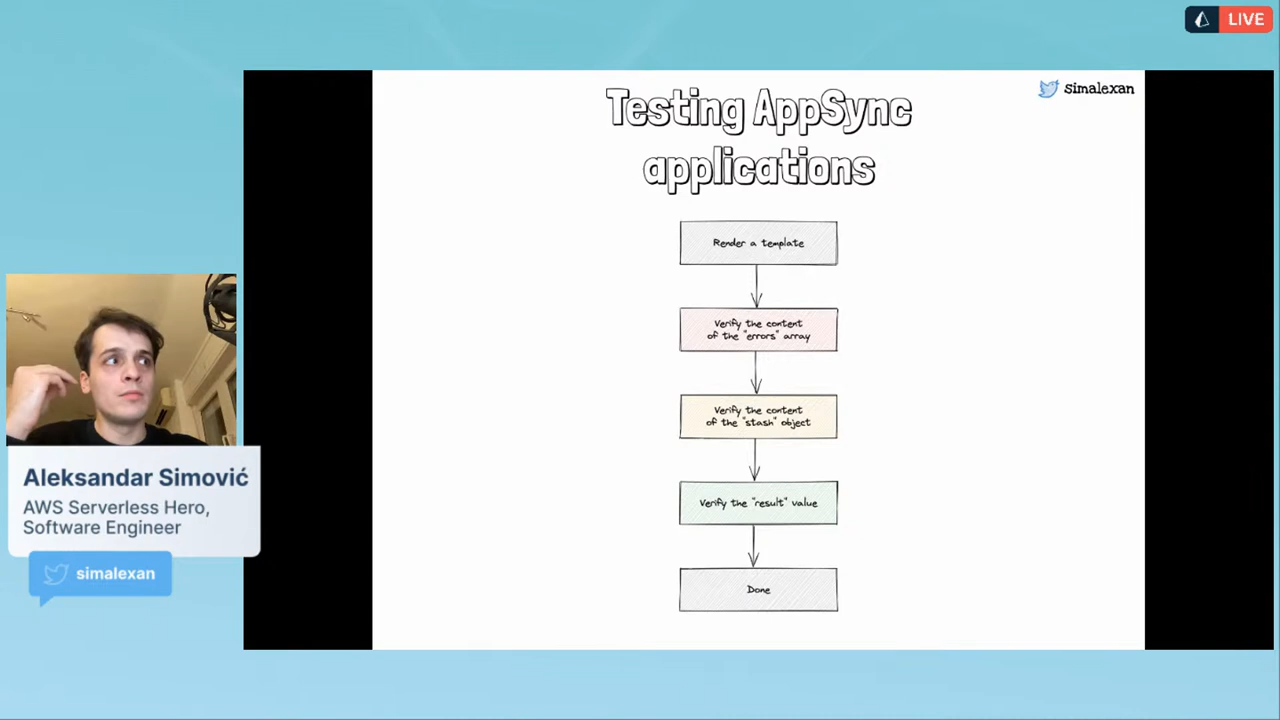 LIVE
Testing AppSync
applications
simalexan
Render a template
Verify the content
of the "errors" array
Verify the content
of the "stash" object
Verify the "result" value
Done
Aleksandar Simović
AWS Serverless Hero,
Software Engineer
simalexan